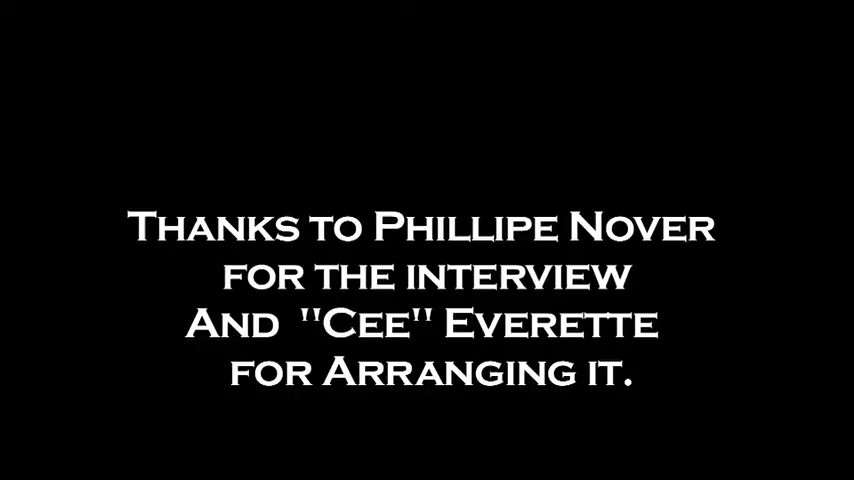 Thanks to Phillipe Nover
for the interview
And "Cee" Everette
for Arranging it.